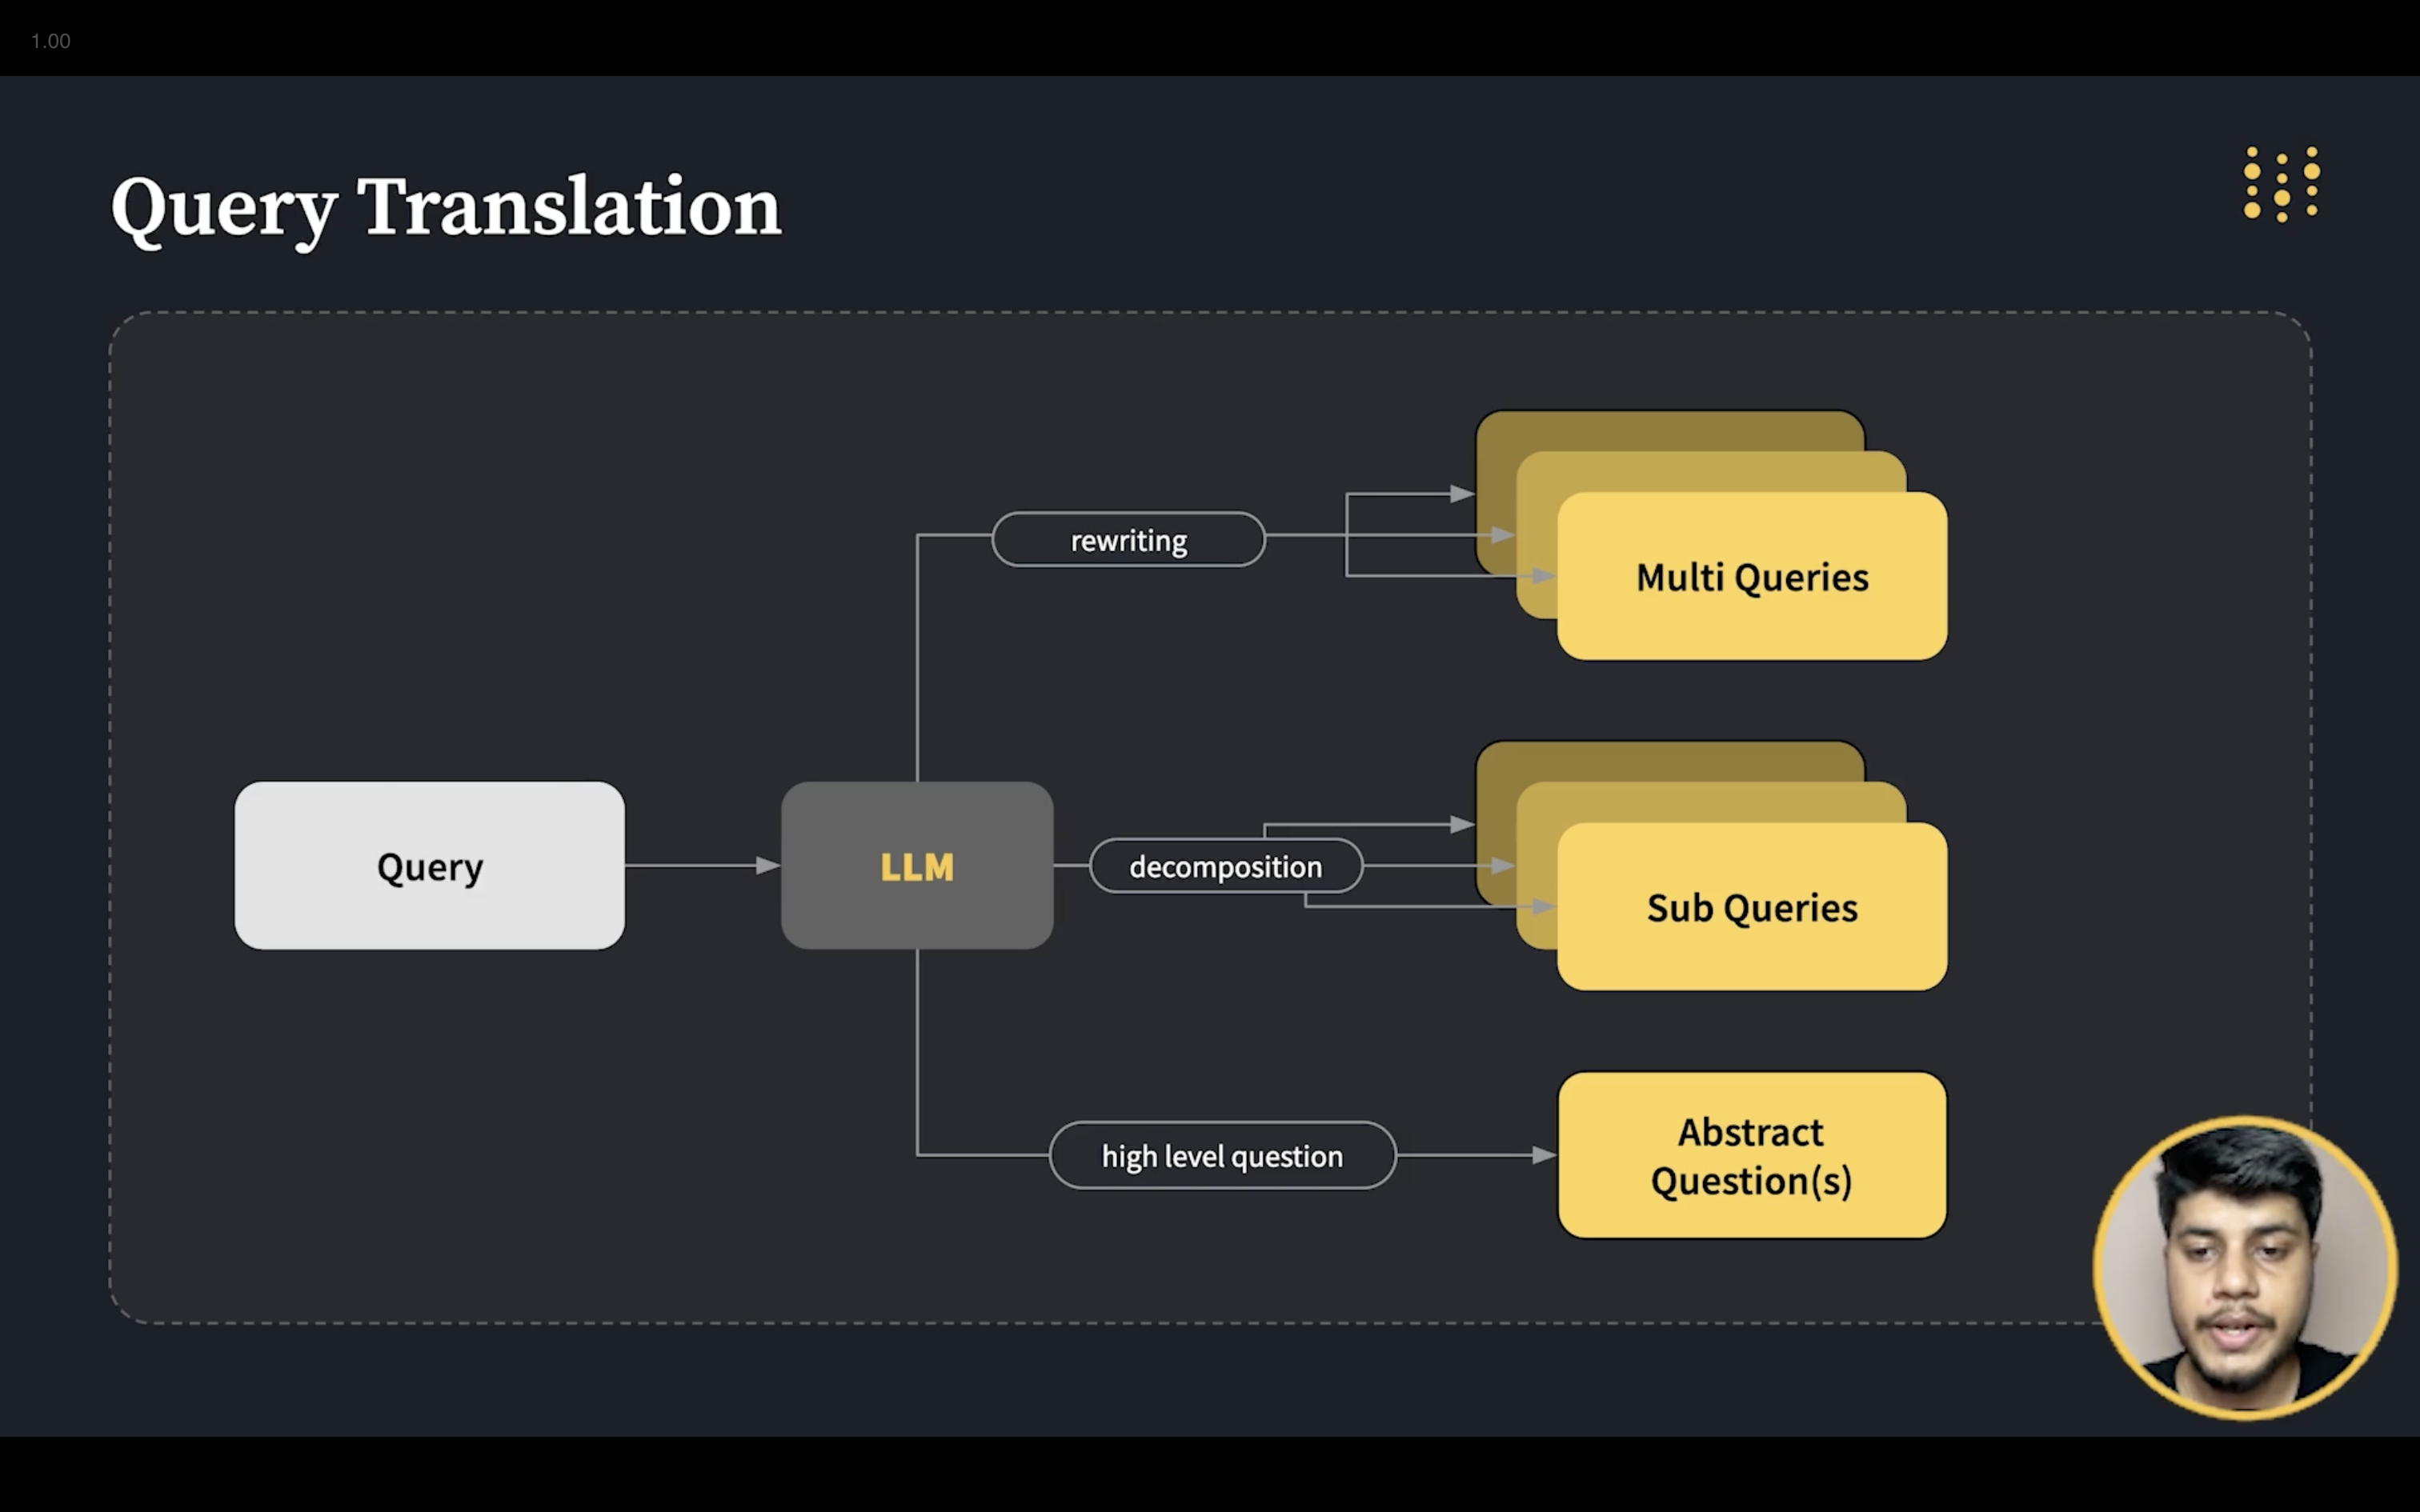 1.00
Query Translation
rewriting
Multi Queries
Query
LLM
decomposition
Sub Queries
high level question
Abstract
Question(s)